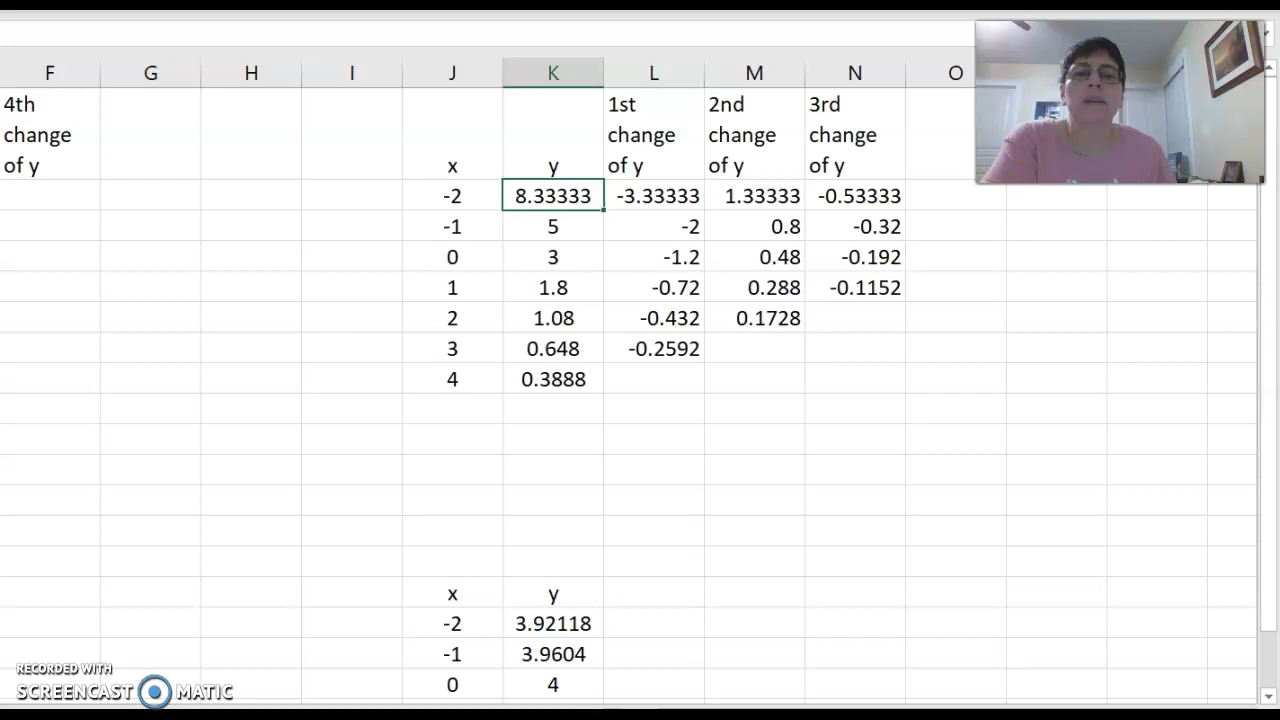 F G H I J K L M N O
4th
change
of y
1st
change
of y
2nd
change
of y
3rd
change
of y
x y
-2 8.33333 -3.33333 1.33333 -0.53333
-1 5 -2 0.8 -0.32
0 3 -1.2 0.48 -0.192
1 1.8 -0.72 0.288 -0.1152
2 1.08 -0.432 0.1728
3 0.648 -0.2592
4 0.3888
x y
-2 3.92118
-1 3.9604
0 4
RECORDED WITH
SCREENCAST MATIC